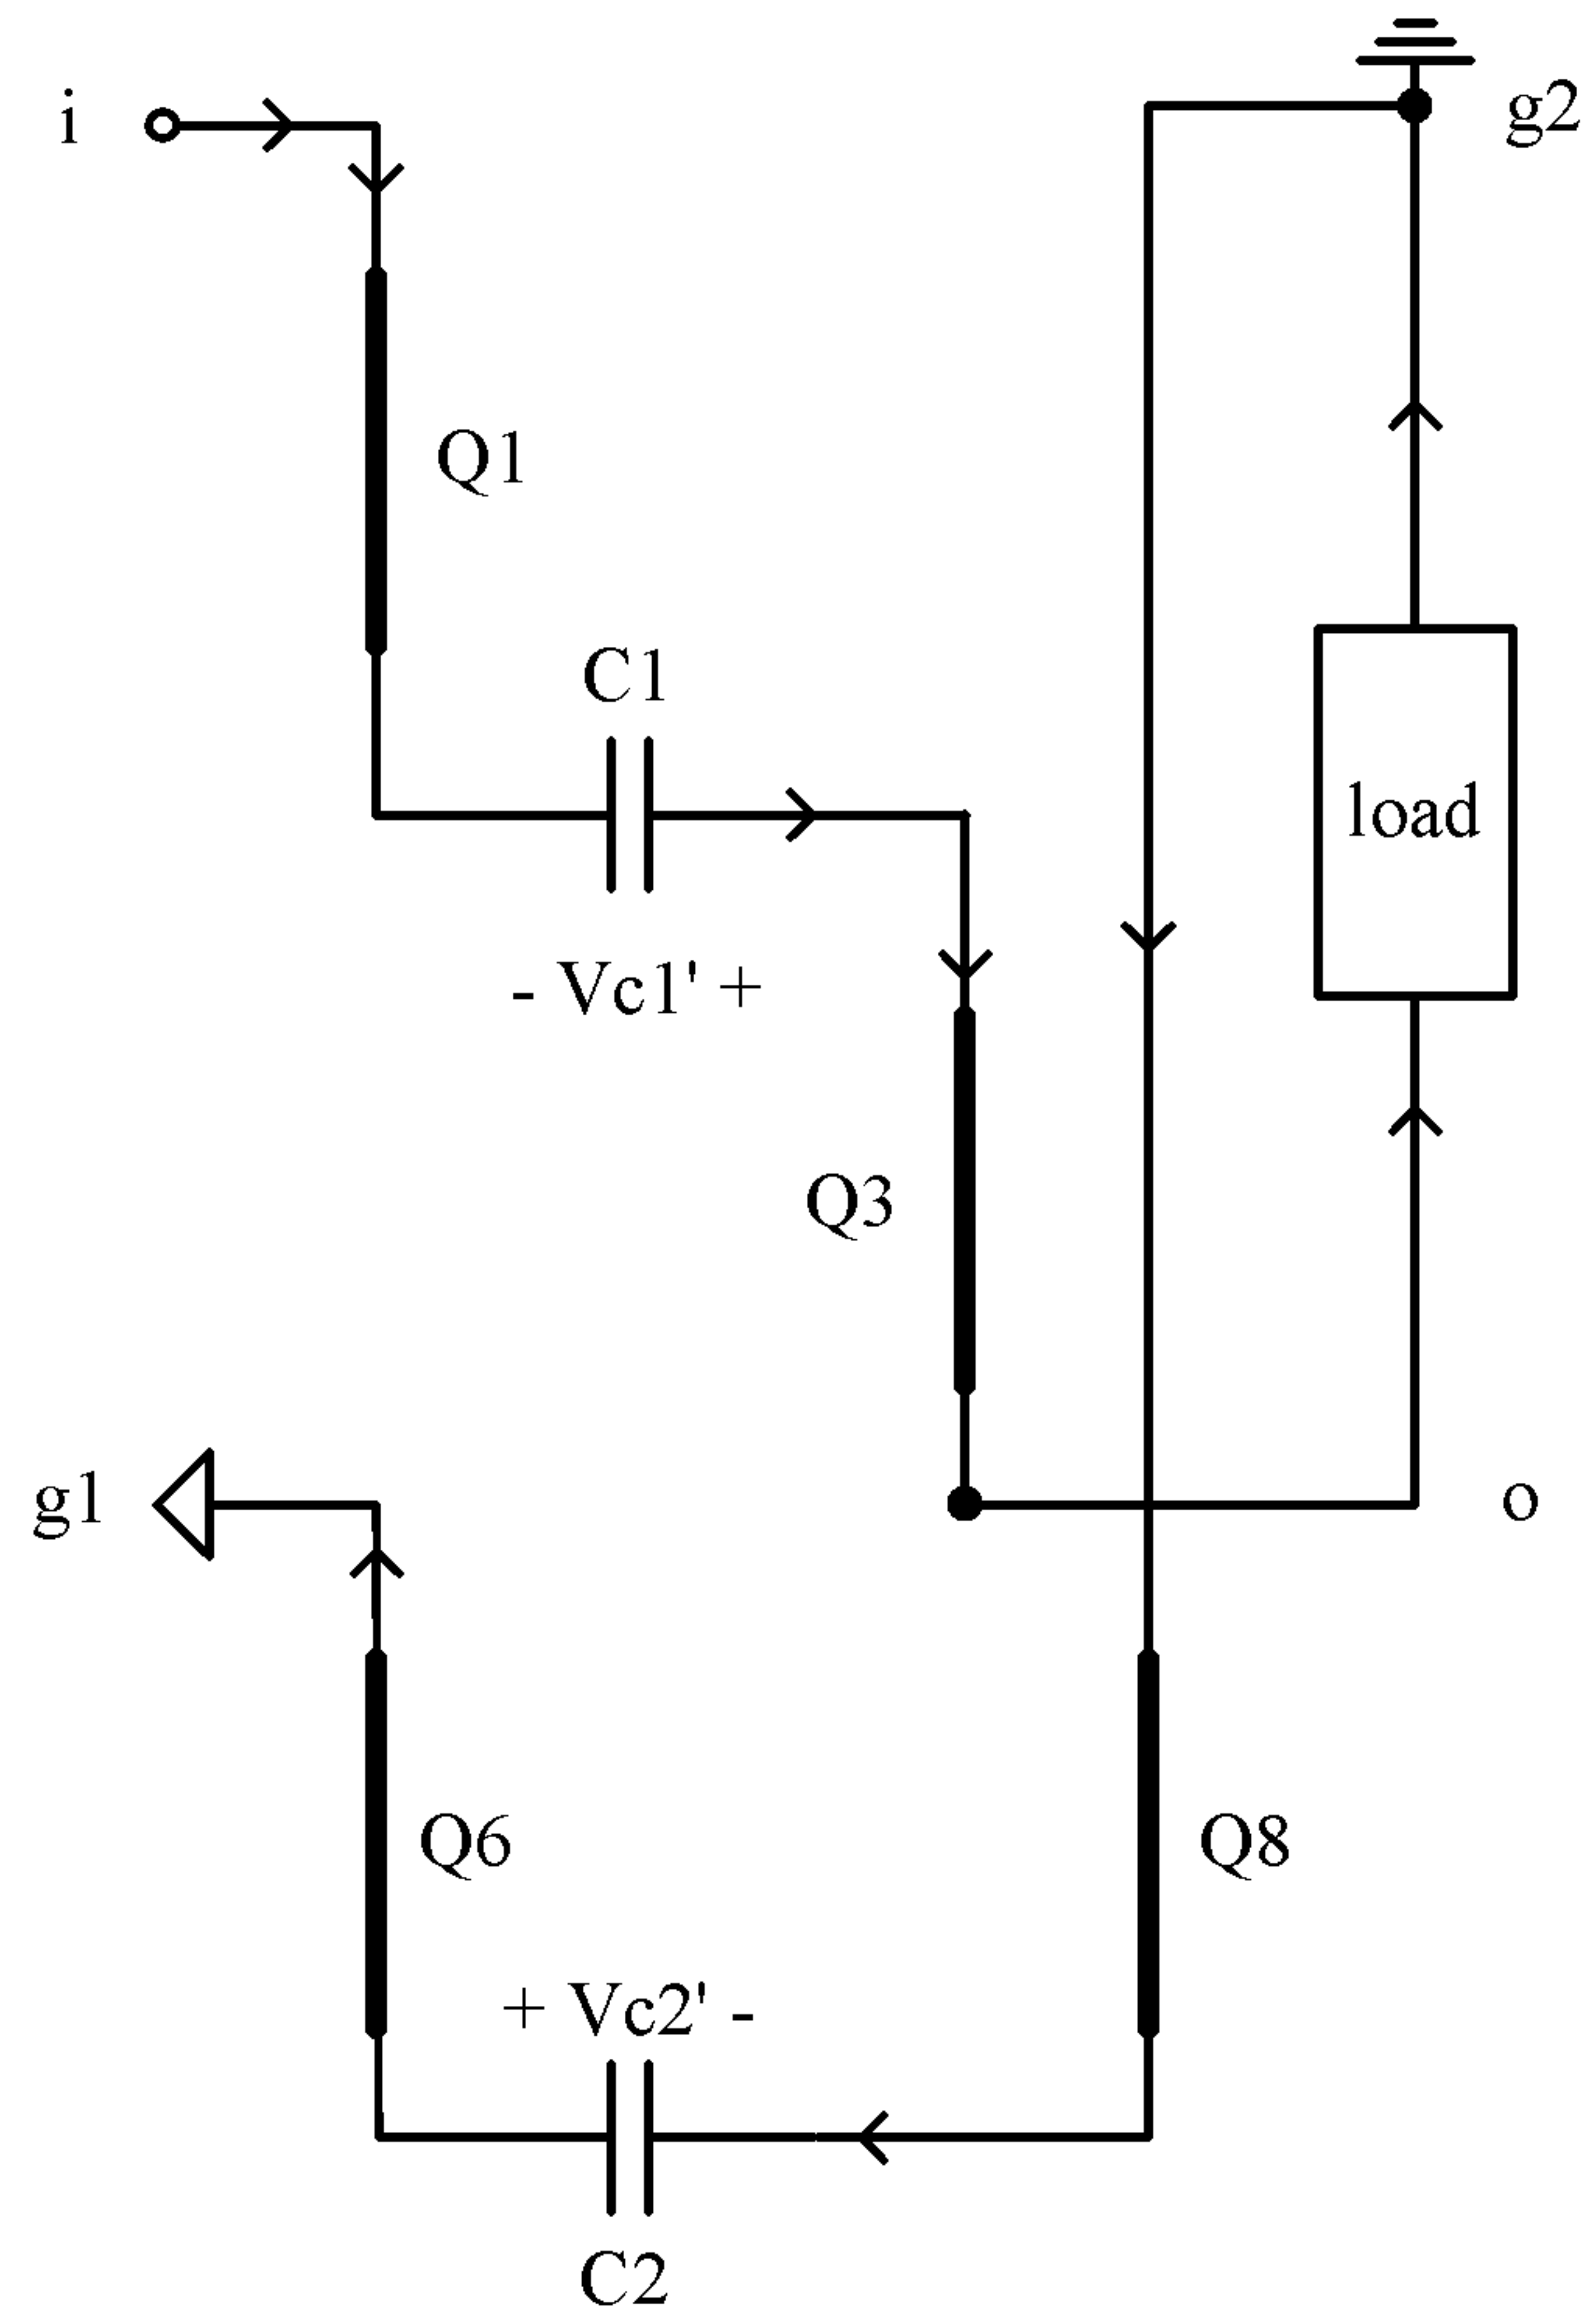 i
g2
Q1
C1
load
- Vc1' +
Q3
g1
o
Q6
Q8
+ Vc2' -
C2